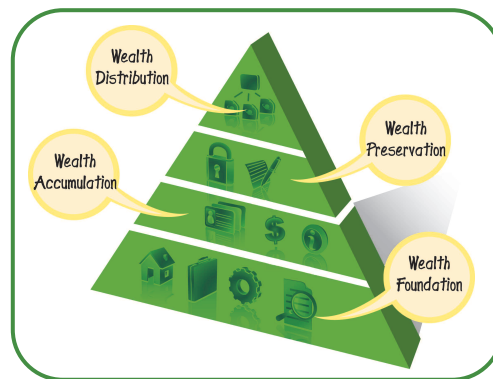 Wealth
Distribution
Wealth
Preservation
Wealth
Accumulation
$
Wealth
Foundation